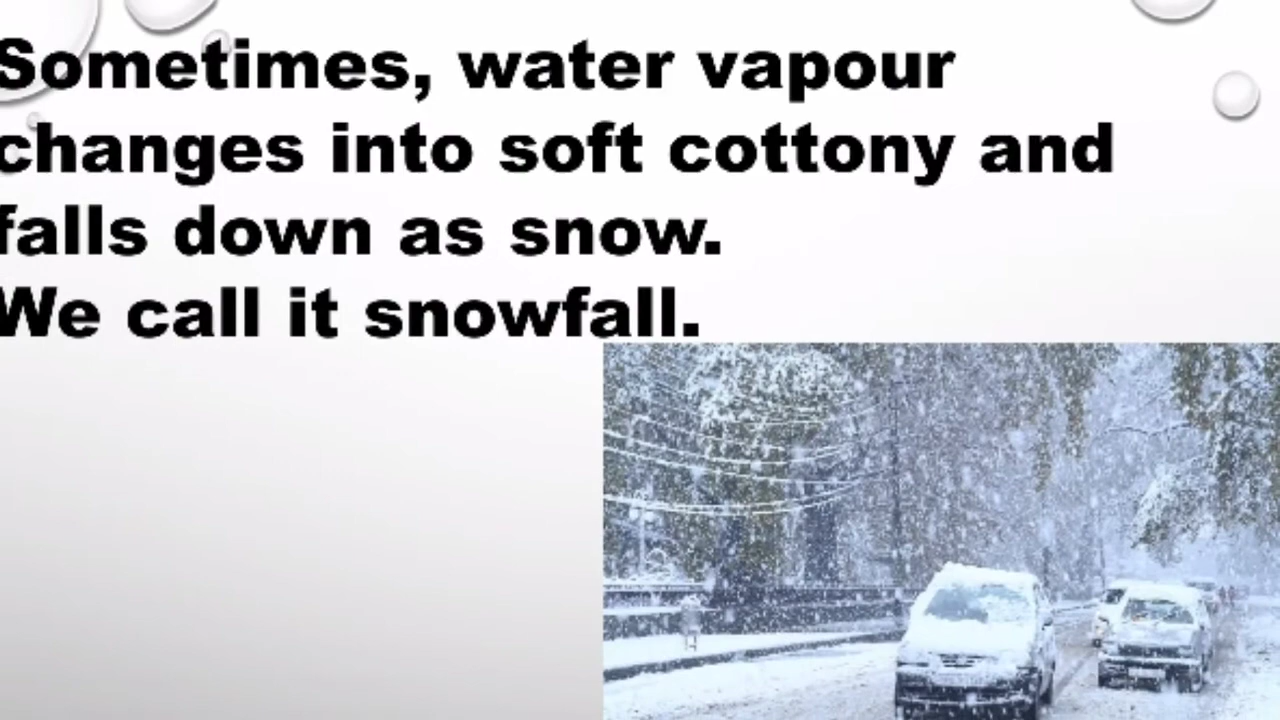 Sometimes, water vapour
changes into soft cottony and
falls down as snow.
We call it snowfall.